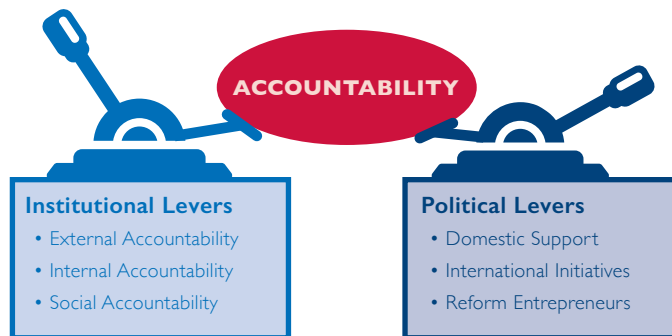 ACCOUNTABILITY
Institutional Levers
• External Accountability
• Internal Accountability
• Social Accountability
Political Levers
• Domestic Support
• International Initiatives
• Reform Entrepreneurs